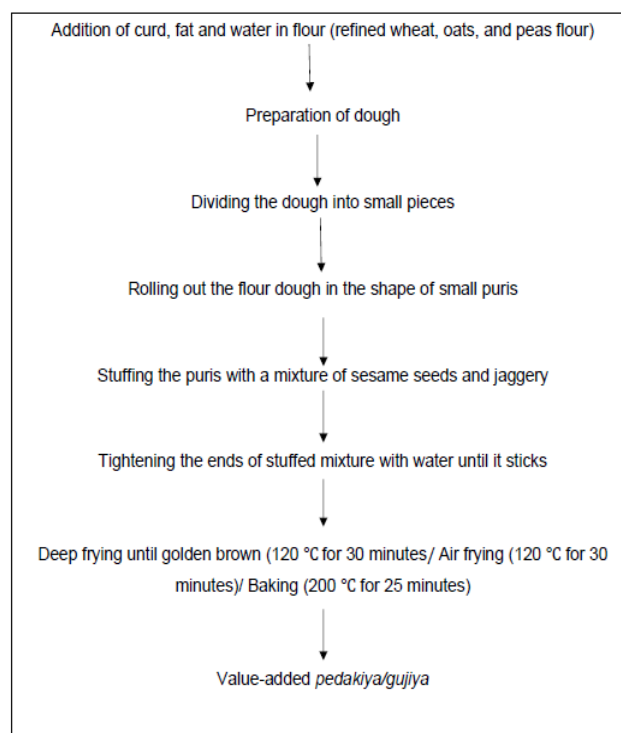 Addition of curd, fat and water in flour (refined wheat, oats, and peas flour)
Preparation of dough
Dividing the dough into small pieces
Rolling out the flour dough in the shape of small puris
Stuffing the puris with a mixture of sesame seeds and jaggery
Tightening the ends of stuffed mixture with water until it sticks
Deep frying until golden brown (120 °C for 30 minutes/ Air frying (120 °C for 30
minutes)/ Baking (200 °C for 25 minutes)
Value-added pedakiya/gujiya